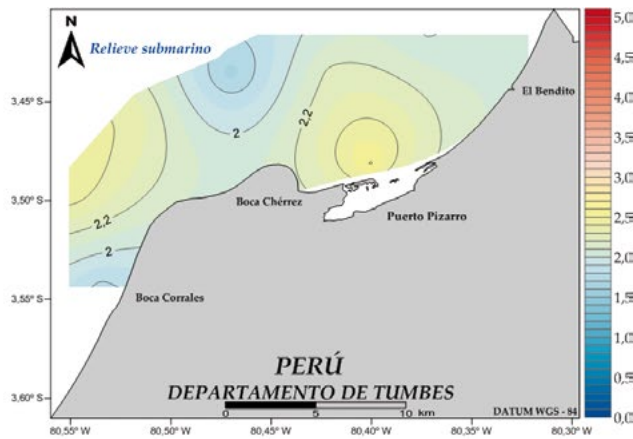 N
Relieve submarino
2,2
2
2
2,2
2
El Bendito
Boca Chérrez
Puerto Pizarro
Boca Corrales
PERÚ
DEPARTAMENTO DE TUMBES
0 5 10 km
DATUM WGS - 84
3,45° S
3,50° S
3,55° S
3,60° S
80,55° W 80,50° W 80,45° W 80,40° W 80,35° W 80,30° W
5,0
4,5
4,0
3,5
3,0
2,5
2,0
1,5
1,0
0,5
0,0